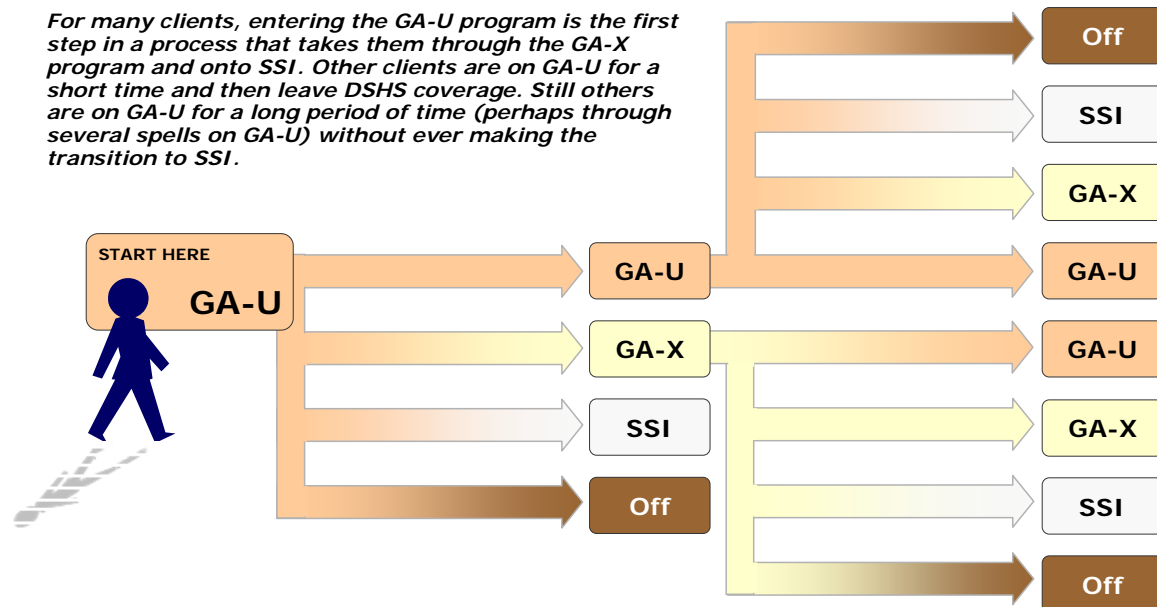 For many clients, entering the GA-U program is the first
step in a process that takes them through the GA-X
program and onto SSI. Other clients are on GA-U for a
short time and then leave DSHS coverage. Still others
are on GA-U for a long period of time (perhaps through
several spells on GA-U) without ever making the
transition to SSI.
START HERE
GA-U
GA-U
GA-X
SSI
Off
Off
SSI
GA-X
GA-U
GA-U
GA-X
SSI
Off